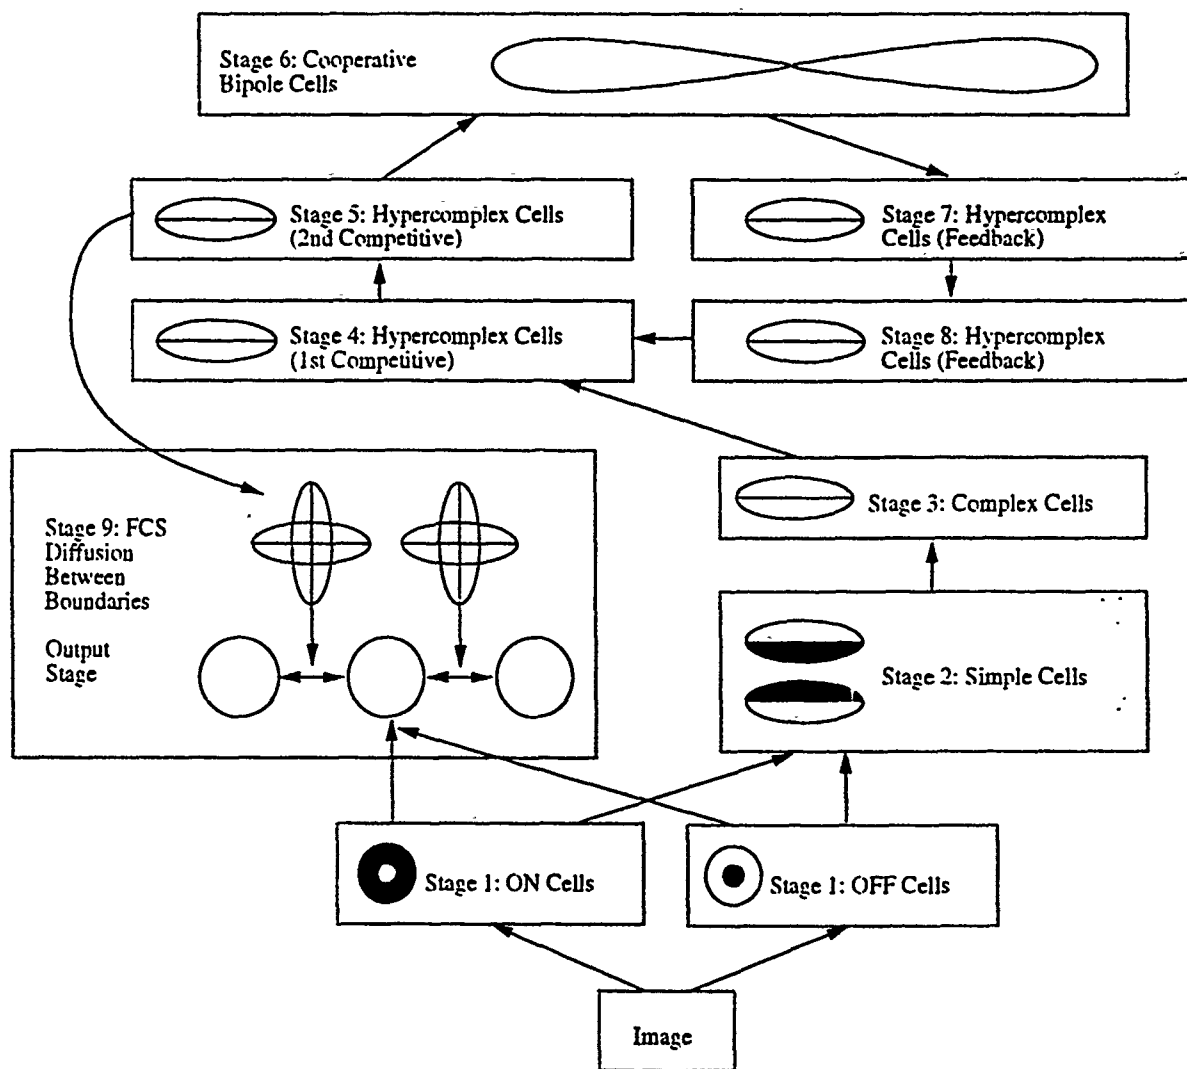 Stage 6: Cooperative
Bipole Cells
Stage 5: Hypercomplex Cells
(2nd Competitive)
Stage 7: Hypercomplex
Cells (Feedback)
Stage 4: Hypercomplex Cells
(1st Competitive)
Stage 8: Hypercomplex
Cells (Feedback)
Stage 3: Complex Cells
Stage 9: FCS
Diffusion
Between
Boundaries
Output
Stage
Stage 2: Simple Cells
Stage 1: ON Cells
Stage 1: OFF Cells
Image